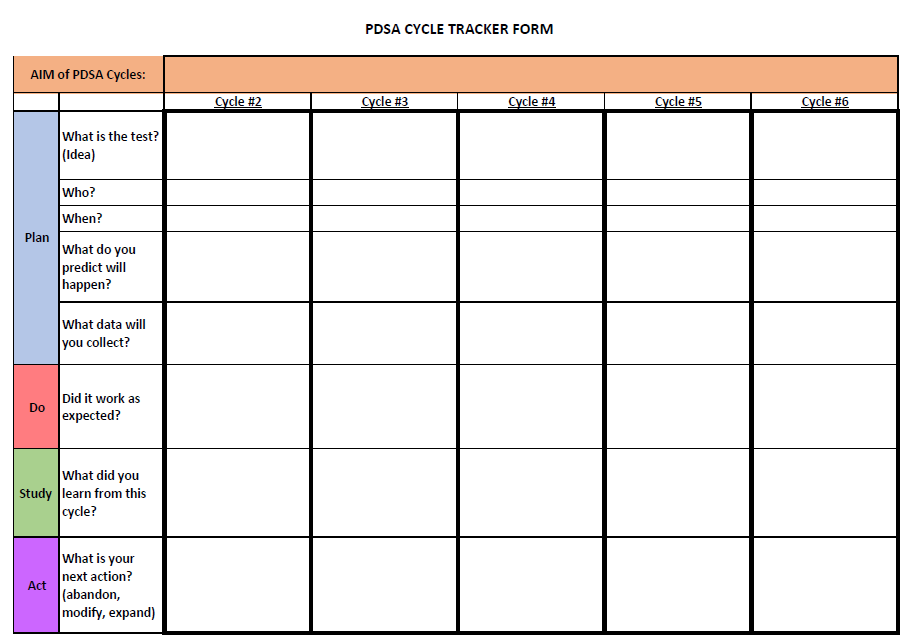 PDSA CYCLE TRACKER FORM
AIM of PDSA Cycles:
Cycle #2 Cycle #3 Cycle #4 Cycle #5 Cycle #6
Plan
What is the test?
(Idea)
Who?
When?
What do you
predict will
happen?
What data will
you collect?
Do
Did it work as
expected?
Study
What did you
learn from this
cycle?
Act
What is your
next action?
(abandon,
modify, expand)